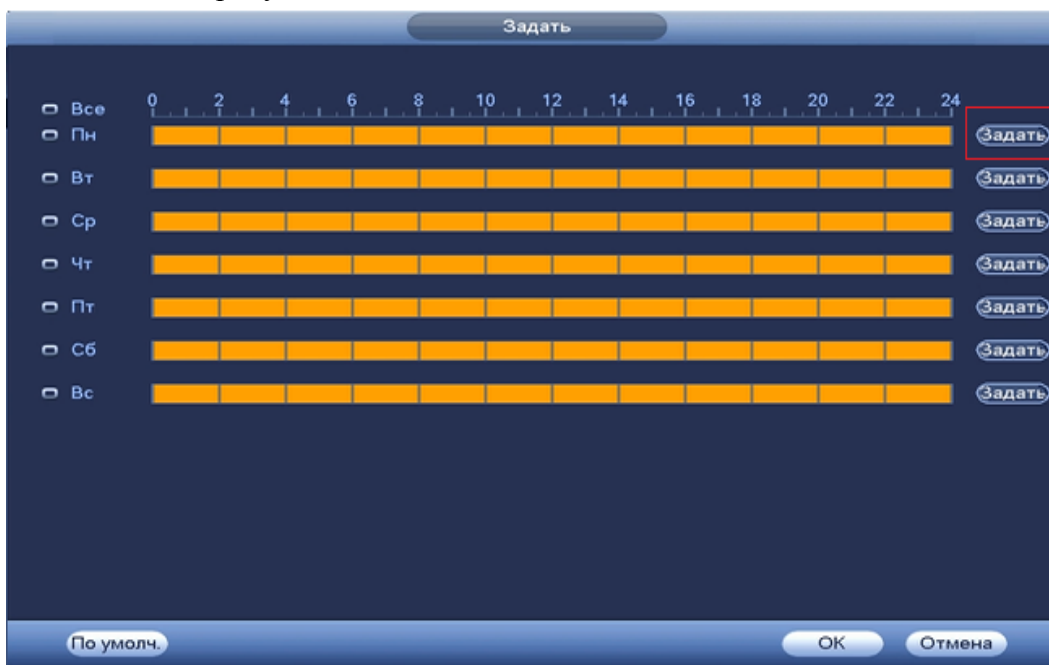 Задать
0 2 4 6 8 10 12 14 16 18 20 22 24
Все
Пн Задать
Вт Задать
Ср Задать
Чт Задать
Пт Задать
Сб Задать
Вс Задать
По умолч. OK Отмена